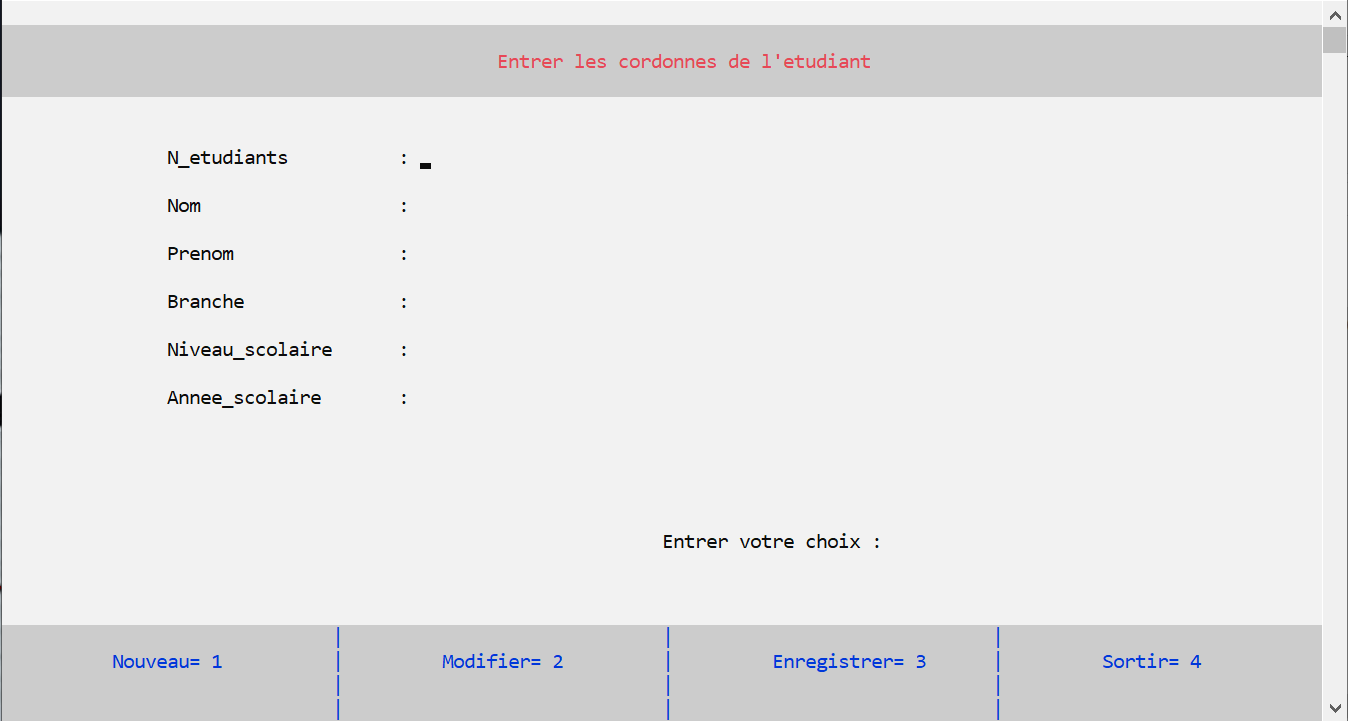 Entrer les cordonnes de l'etudiant
N_etudiants :
Nom :
Prenom :
Branche :
Niveau_scolaire :
Annee_scolaire :
Entrer votre choix :
Nouveau= 1 | Modifier= 2 | Enregistrer= 3 | Sortir= 4